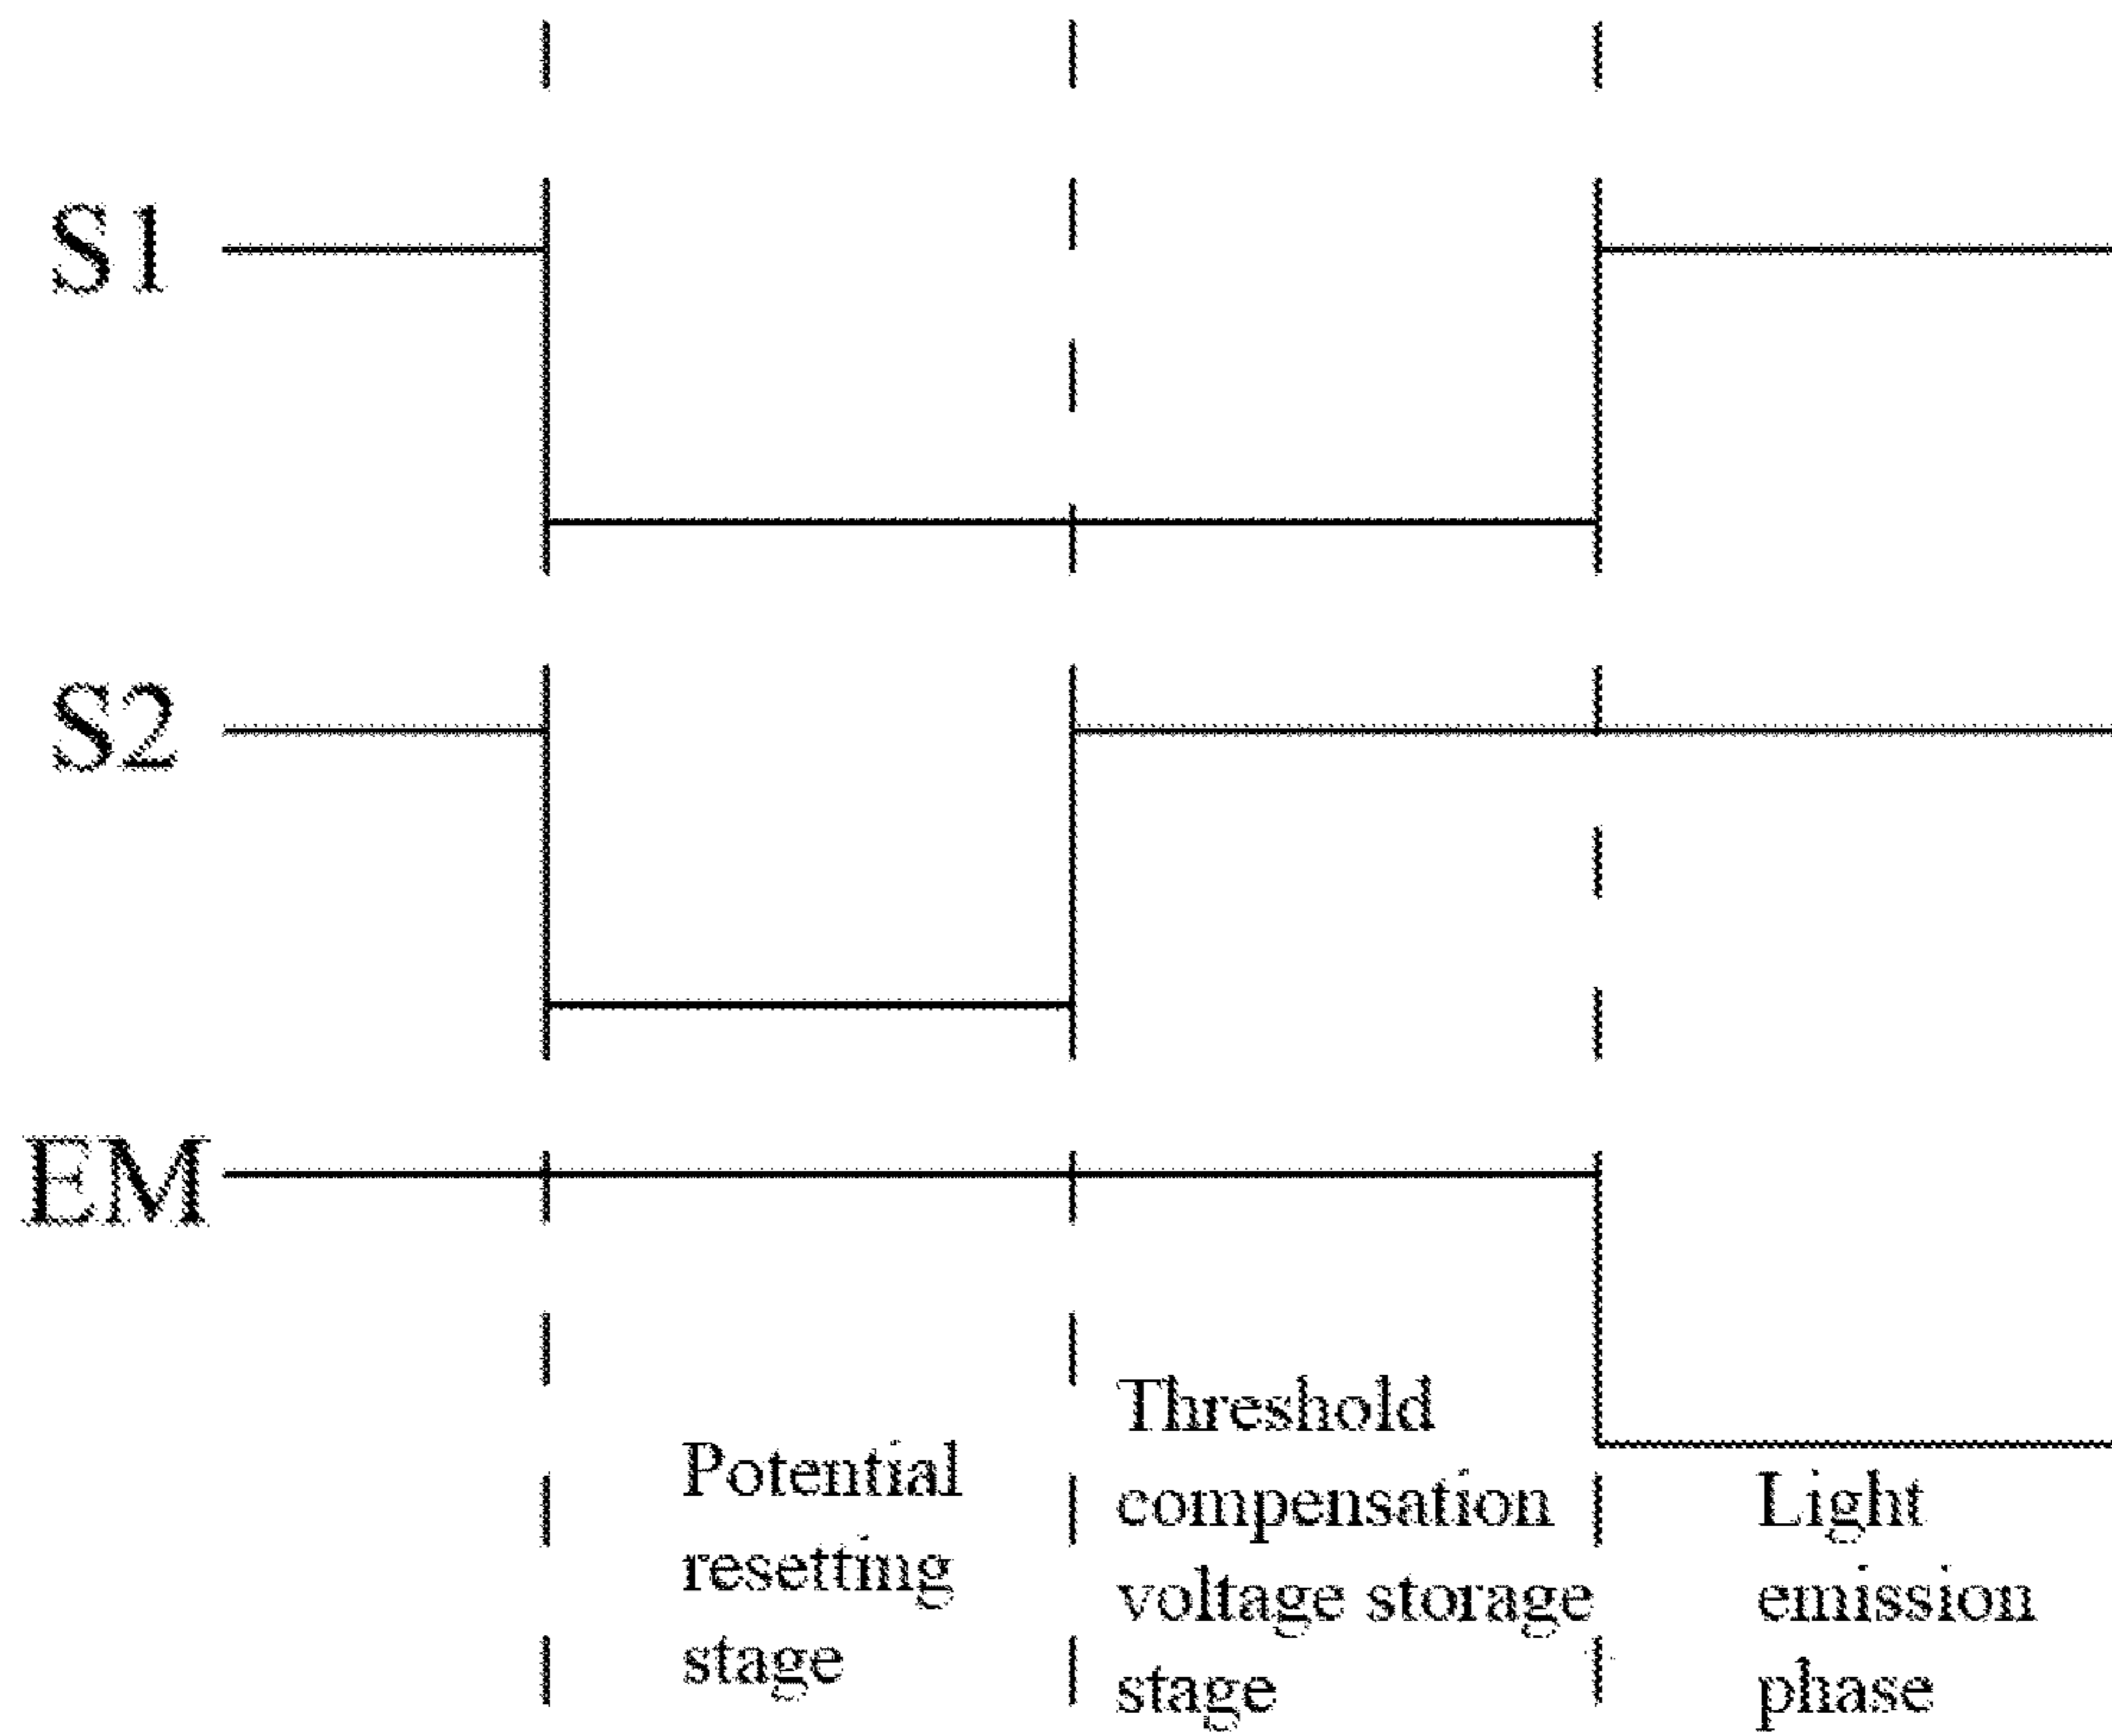 S1
S2
EM
Potential
resetting
stage
Threshold
compensation
voltage storage
stage
Light
emission
phase